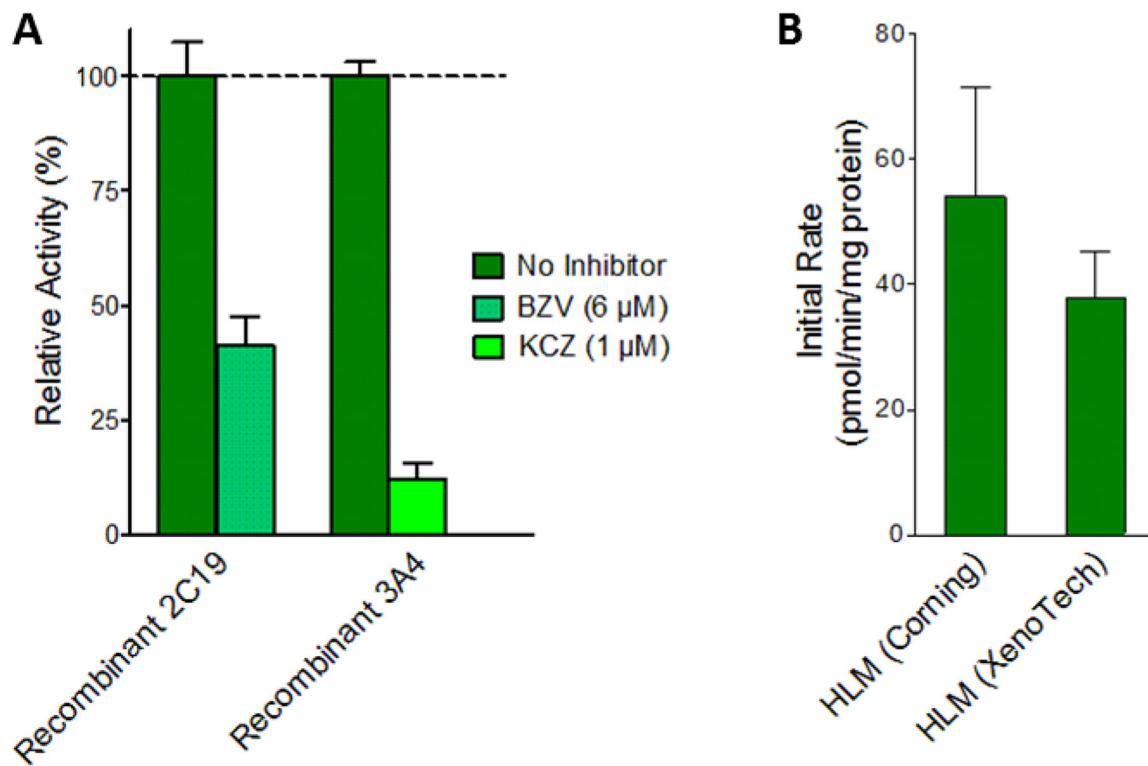 A
Relative Activity (%)
100
75
50
25
0
Recombinant 2C19
Recombinant 3A4
No Inhibitor
BZV (6 µM)
KCZ (1 µM)
B
Initial Rate
(pmol/min/mg protein)
80
60
40
20
0
HLM (Corning)
HLM (XenoTech)